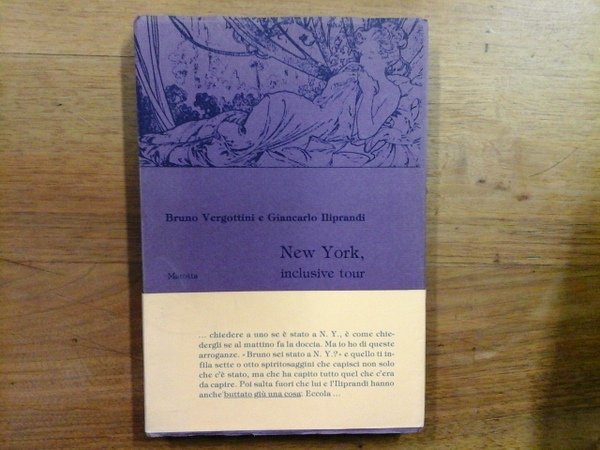 Bruno Vergottini e Giancarlo Iliprandi
New York,
Marotta
inclusive tour
... chiedere a uno se è stato a N. Y., è come chie-
dergli se al mattino fa la doccia. Ma io ho di queste
arroganze. «Bruno sei stato a N. Y.?» e quello ti in-
fila sette o otto spiritosaggini che capisci non solo
che c'è stato, ma che ha capito tutto quel che c'era
da capire. Poi salta fuori che lui e l'Iliprandi hanno
anche buttato giù una cosa: Eccola ...